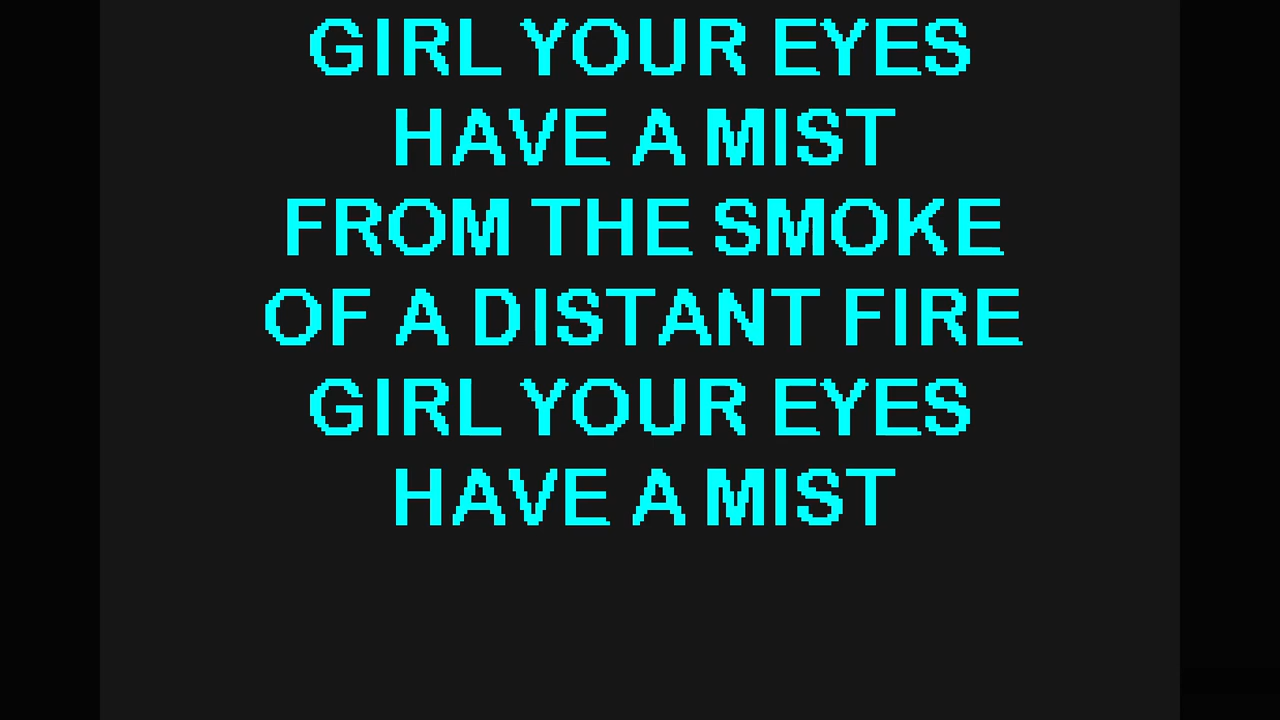 GIRL YOUR EYES
HAVE A MIST
FROM THE SMOKE
OF A DISTANT FIRE
GIRL YOUR EYES
HAVE A MIST